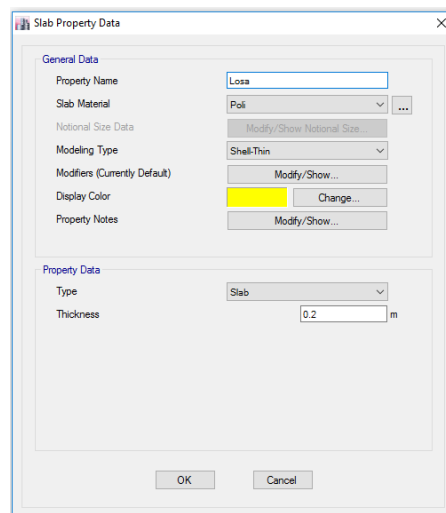 Slab Property Data
General Data
Property Name Losa
Slab Material Poli ...
Notional Size Data Modify/Show Notional Size...
Modeling Type Shell-Thin
Modifiers (Currently Default) Modify/Show...
Display Color Change...
Property Notes Modify/Show...
Property Data
Type Slab
Thickness 0.2 m
OK Cancel